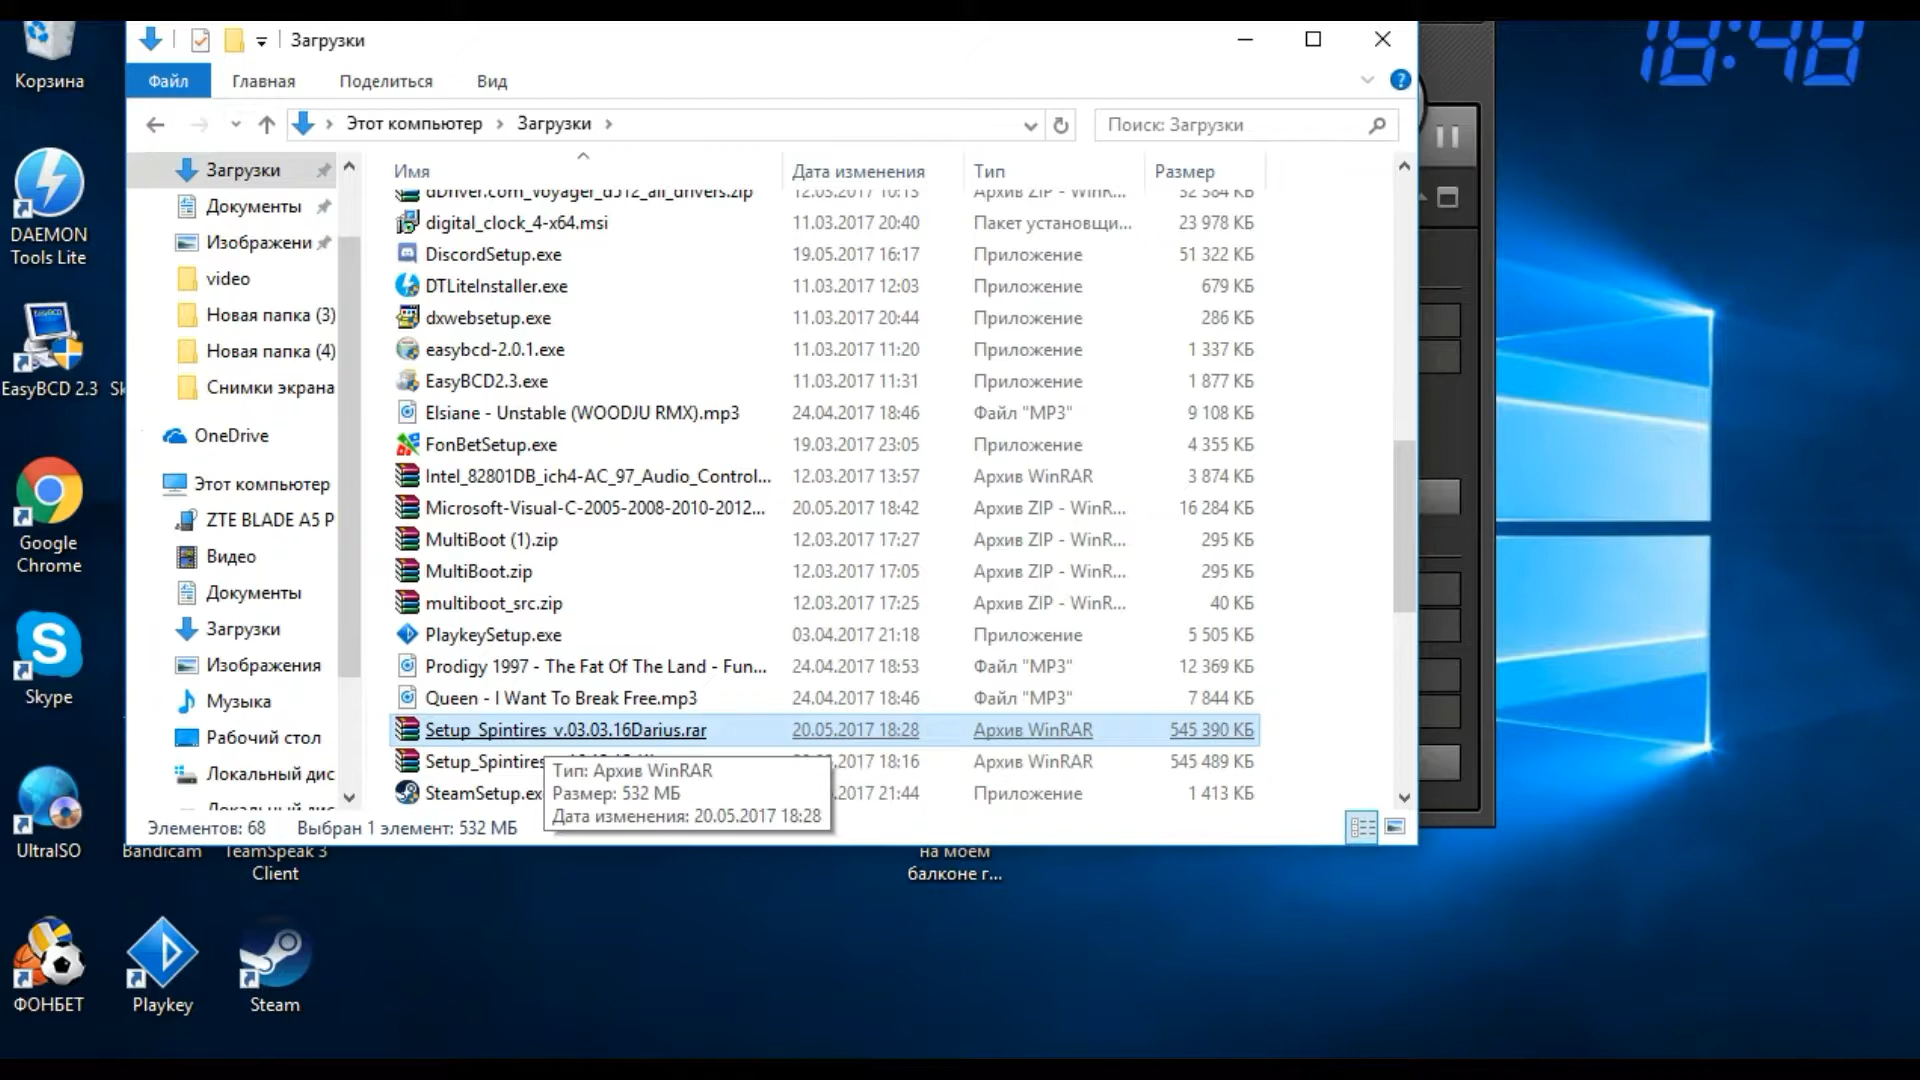 Загрузки
18:48
Файл Главная Поделиться Вид
Этот компьютер Загрузки
Поиск: Загрузки
Имя Дата изменения Тип Размер
dDriver.com_voyager_d512_all_drivers.zip 12.03.2017 10:13 Архив ZIP - WinR... 52 584 КБ
digital_clock_4-x64.msi 11.03.2017 20:40 Пакет установщи... 23 978 КБ
DiscordSetup.exe 19.05.2017 16:17 Приложение 51 322 КБ
DTLiteInstaller.exe 11.03.2017 12:03 Приложение 679 КБ
dxwebsetup.exe 11.03.2017 20:44 Приложение 286 КБ
easybcd-2.0.1.exe 11.03.2017 11:20 Приложение 1 337 КБ
EasyBCD2.3.exe 11.03.2017 11:31 Приложение 1 877 КБ
Elsiane - Unstable (WOODJU RMX).mp3 24.04.2017 18:46 Файл "MP3" 9 108 КБ
FonBetSetup.exe 19.03.2017 23:05 Приложение 4 355 КБ
Intel_82801DB_ich4-AC_97_Audio_Control... 12.03.2017 13:57 Архив WinRAR 3 874 КБ
Microsoft-Visual-C-2005-2008-2010-2012... 20.05.2017 18:42 Архив ZIP - WinR... 16 284 КБ
MultiBoot (1).zip 12.03.2017 17:27 Архив ZIP - WinR... 295 КБ
MultiBoot.zip 12.03.2017 17:05 Архив ZIP - WinR... 295 КБ
multiboot_src.zip 12.03.2017 17:25 Архив ZIP - WinR... 40 КБ
PlaykeySetup.exe 03.04.2017 21:18 Приложение 5 505 КБ
Prodigy 1997 - The Fat Of The Land - Fun... 24.04.2017 18:53 Файл "MP3" 12 369 КБ
Queen - I Want To Break Free.mp3 24.04.2017 18:46 Файл "MP3" 7 844 КБ
Setup_Spintires_v.03.03.16Darius.rar 20.05.2017 18:28 Архив WinRAR 545 390 КБ
Setup_Spintires .05.2017 18:16 Архив WinRAR 545 489 КБ
SteamSetup.ex .2017 21:44 Приложение 1 413 КБ
Тип: Архив WinRAR
Размер: 532 МБ
Дата изменения: 20.05.2017 18:28
Загрузки
Документы
Изображени
video
Новая папка (3)
Новая папка (4)
Снимки экрана
OneDrive
Этот компьютер
ZTE BLADE A5 P
Видео
Документы
Загрузки
Изображения
Музыка
Рабочий стол
Локальный дис
Локальный дис
Элементов: 68 Выбран 1 элемент: 532 МБ
Корзина
DAEMON
Tools Lite
EasyBCD 2.3
Sk
Google
Chrome
Skype
UltraISO
Bandicam
TeamSpeak 3
Client
на моем
балконе г...
ФОНБЕТ
Playkey
Steam